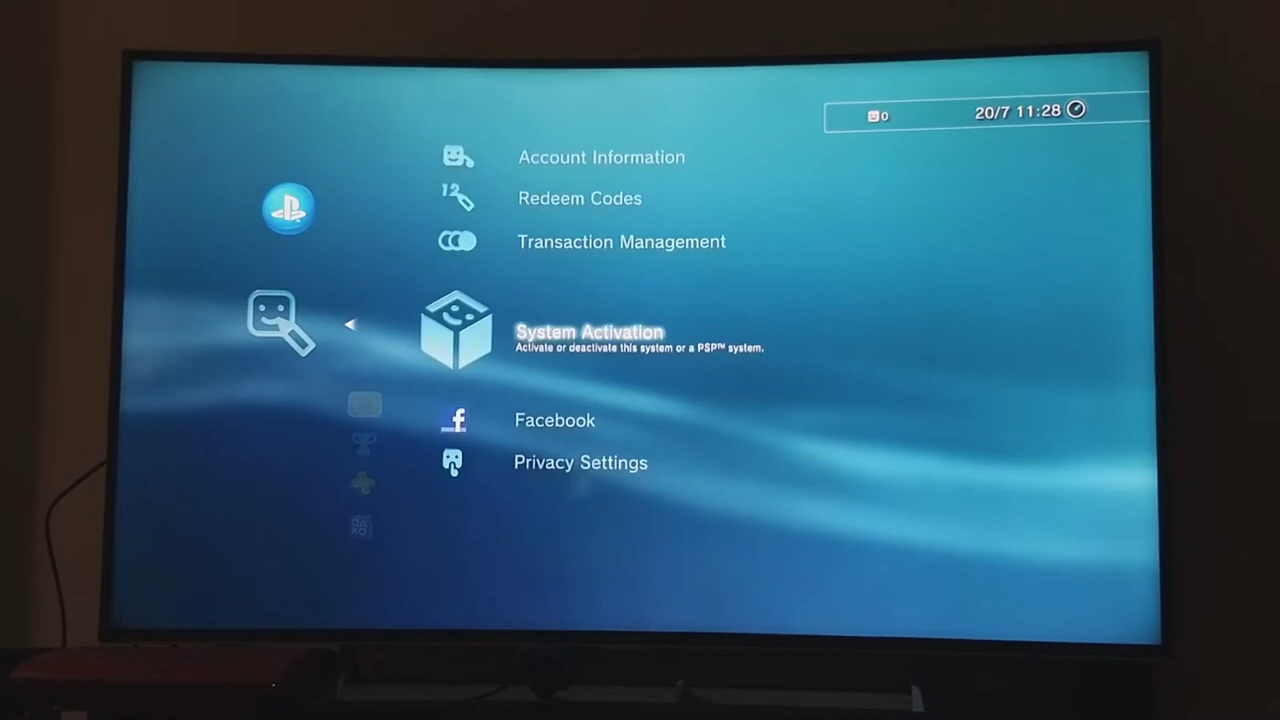 0
20/7 11:28
Account Information
12
Redeem Codes
Transaction Management
System Activation
Activate or deactivate this system or a PSP™ system.
f
Facebook
Privacy Settings